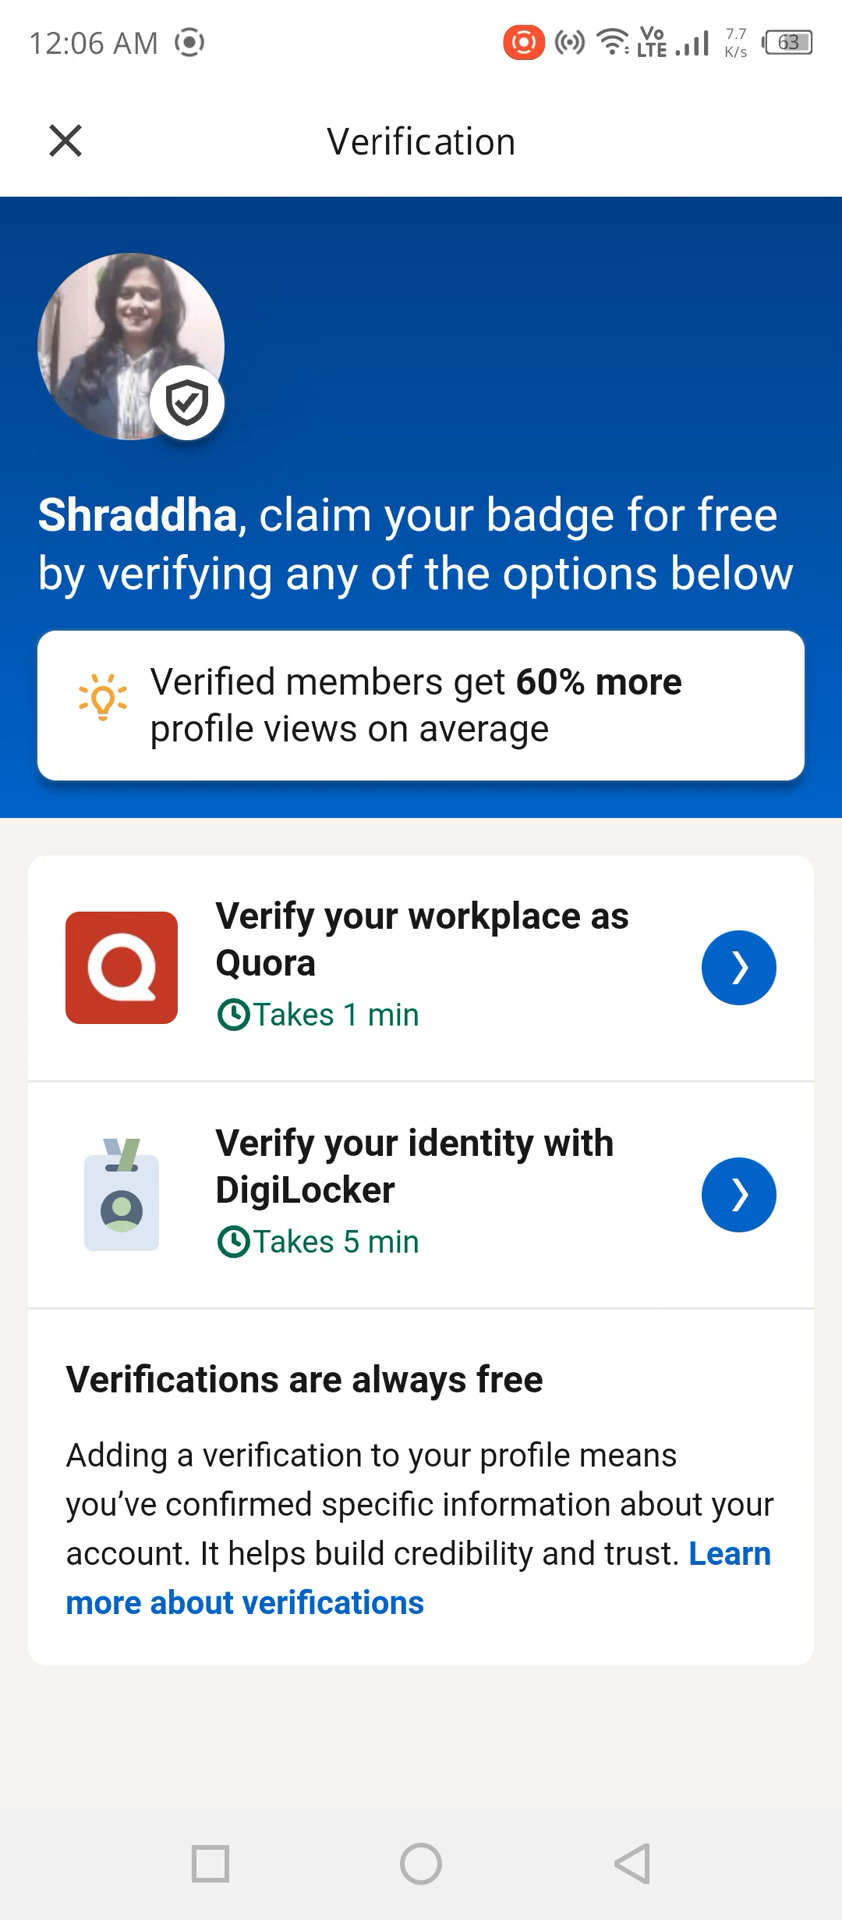 12:06 AM
Vo
LTE
7.7
K/s
63
Verification
Shraddha, claim your badge for free
by verifying any of the options below
Verified members get 60% more
profile views on average
Verify your workplace as
Quora
Takes 1 min
Verify your identity with
DigiLocker
Takes 5 min
Verifications are always free
Adding a verification to your profile means
you’ve confirmed specific information about your
account. It helps build credibility and trust. Learn
more about verifications